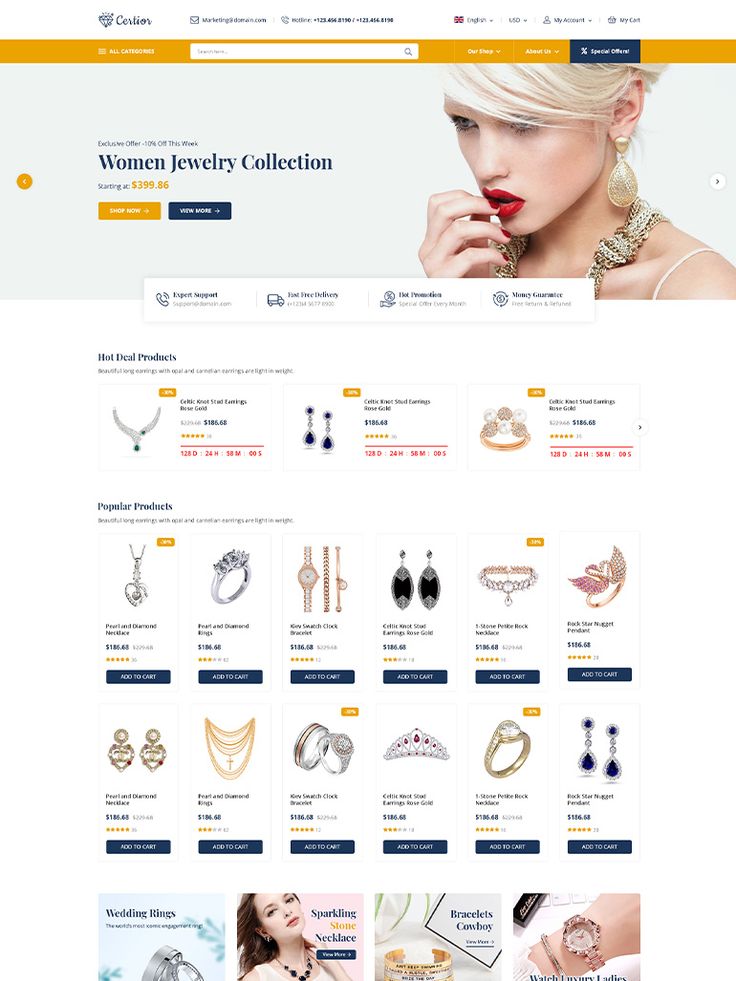 Certior
Marketing@domain.com
Hotline: +123.456.8190 / +123.456.8198
English
USD
My Account
My Cart
ALL CATEGORIES
Search here...
Our Shop
About Us
Special Offers!
Exclusive Offer -10% Off This Week
Women Jewelry Collection
Starting at: $399.86
SHOP NOW
VIEW MORE
Expert Support
Support@domain.com
Fast Free Delivery
(+123)4 5677 8900
Hot Promotion
Special Offer Every Month
Money Guarantee
Free Return & Refuned
Hot Deal Products
Beautiful long earrings with opal and carnelian earrings are light in weight.
-30%
Celtic Knot Stud Earrings
Rose Gold
$229.68 $186.68
36
128 D : 24 H : 58 M : 00 S
-30%
Celtic Knot Stud Earrings
Rose Gold
$186.68
36
128 D : 24 H : 58 M : 00 S
-30%
Celtic Knot Stud Earrings
Rose Gold
$229.68 $186.68
36
128 D : 24 H : 58 M : 00 S
Popular Products
Beautiful long earrings with opal and carnelian earrings are light in weight.
-30%
Pearl and Diamond
Necklace
$186.68 $229.68
36
ADD TO CART
Pearl and Diamond
Rings
$186.68
62
ADD TO CART
Kiev Swatch Clock
Bracelet
$186.68 $229.68
12
ADD TO CART
Celtic Knot Stud
Earrings Rose Gold
$186.68
18
ADD TO CART
-30%
1-Stone Petite Rock
Necklace
$186.68 $229.68
16
ADD TO CART
Rock Star Nugget
Pendant
$186.68
28
ADD TO CART
Pearl and Diamond
Necklace
$186.68 $229.68
36
ADD TO CART
Pearl and Diamond
Rings
$186.68
62
ADD TO CART
-30%
Kiev Swatch Clock
Bracelet
$186.68 $229.68
12
ADD TO CART
Celtic Knot Stud
Earrings Rose Gold
$186.68
18
ADD TO CART
-30%
1-Stone Petite Rock
Necklace
$186.68 $229.68
16
ADD TO CART
Rock Star Nugget
Pendant
$186.68
28
ADD TO CART
Wedding Rings
The world's most iconic engagement ring!
Sparkling
Stone
Necklace
View More
Bracelets
Cowboy
View More
KEEP SWIMMING
Watch Luxury Ladies